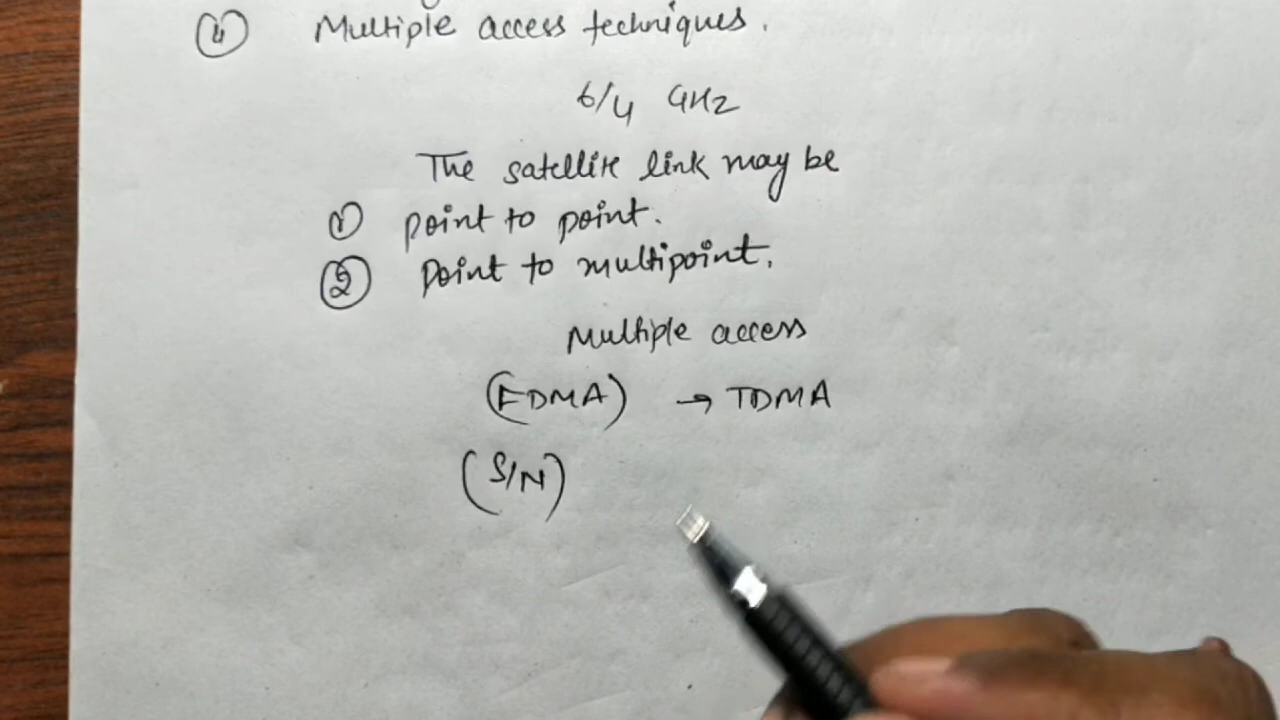 ④ Multiple access techniques.
6/4 GHz
The satellite link may be
① point to point.
② Point to multipoint.
Multiple access
(FDMA) → TDMA
(S/N)